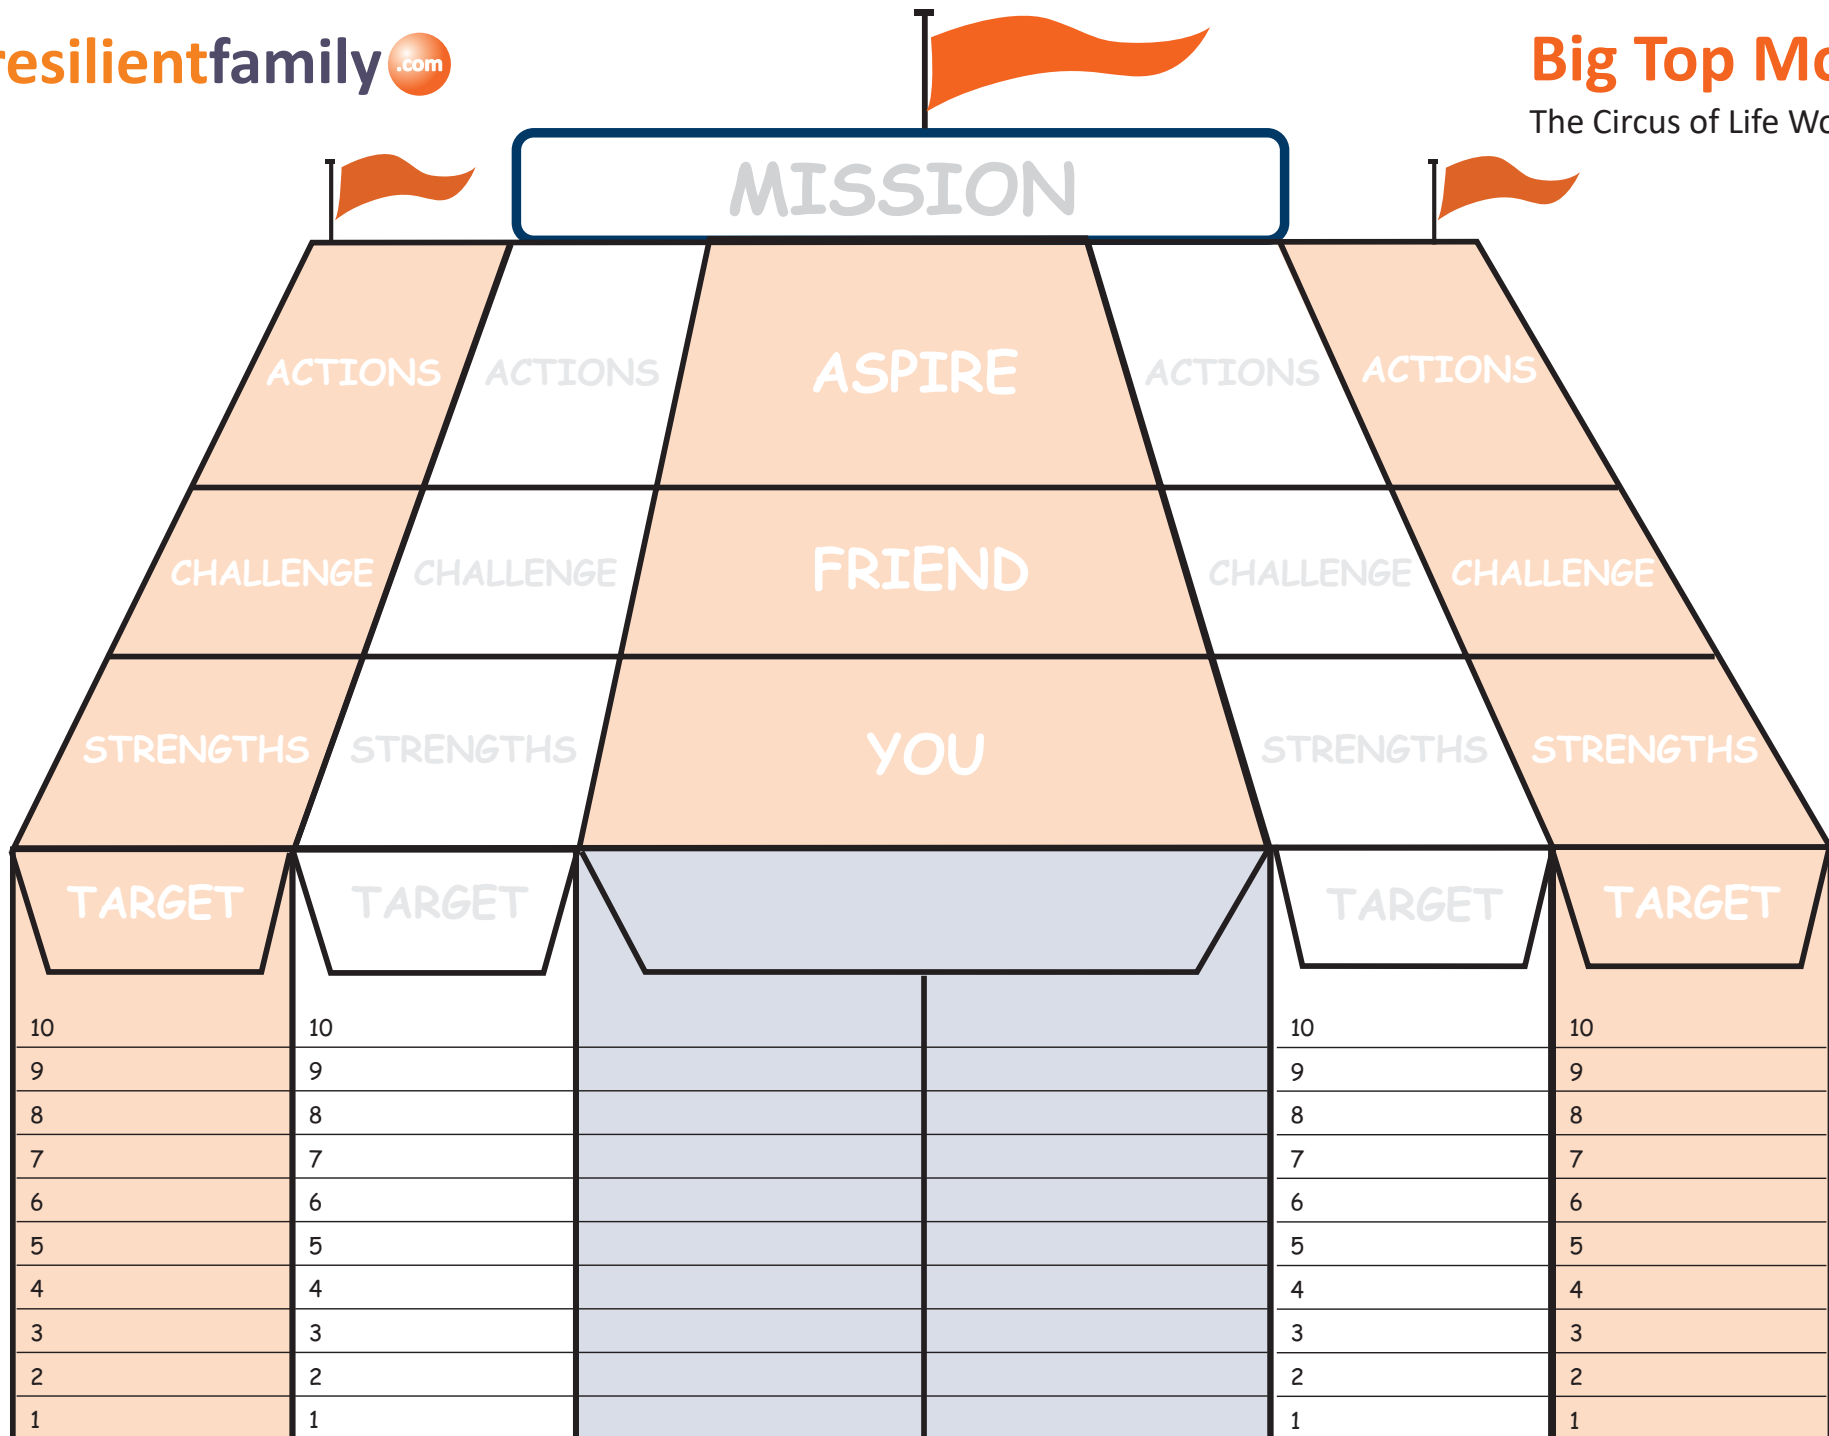 resilientfamily.com
Big Top Mo
The Circus of Life Wo
MISSION
ACTIONS ACTIONS ASPIRE ACTIONS ACTIONS
CHALLENGE CHALLENGE FRIEND CHALLENGE CHALLENGE
STRENGTHS STRENGTHS YOU STRENGTHS STRENGTHS
TARGET TARGET TARGET TARGET
10 10 10 10
9 9 9 9
8 8 8 8
7 7 7 7
6 6 6 6
5 5 5 5
4 4 4 4
3 3 3 3
2 2 2 2
1 1 1 1